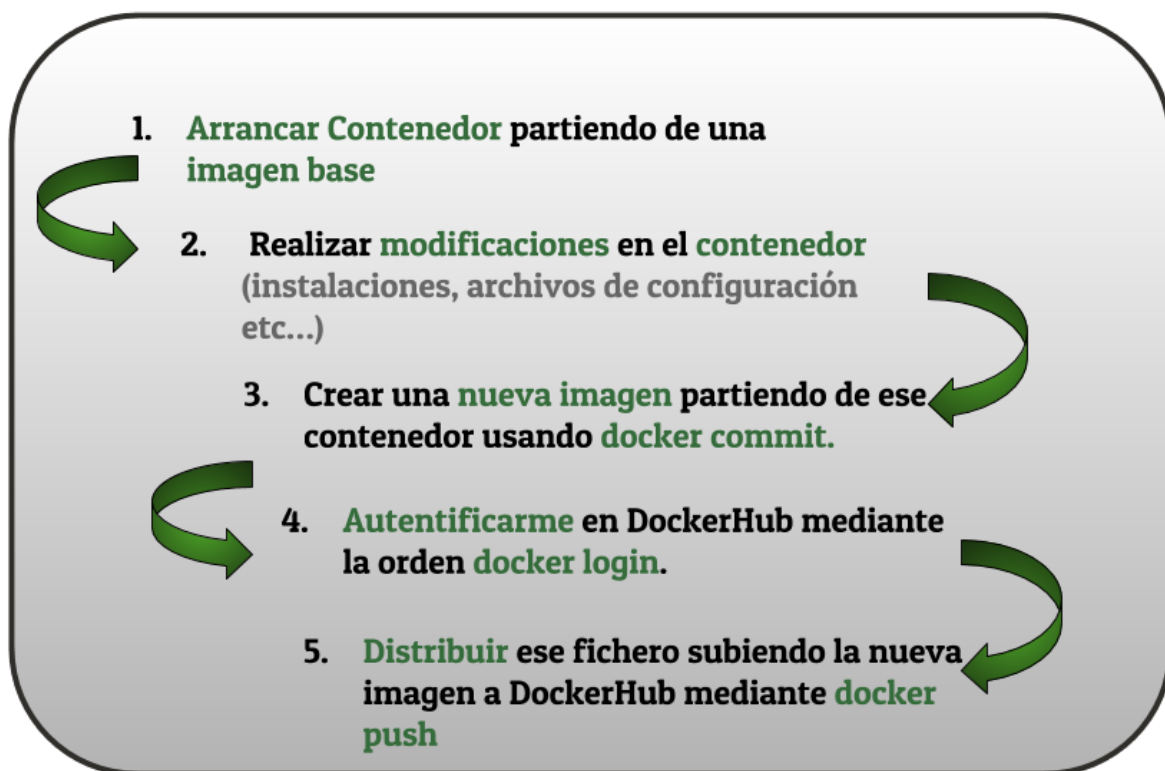 1. Arrancar Contenedor partiendo de una
imagen base
2. Realizar modificaciones en el contenedor
(instalaciones, archivos de configuración
etc...)
3. Crear una nueva imagen partiendo de ese
contenedor usando docker commit.
4. Autentificarme en DockerHub mediante
la orden docker login.
5. Distribuir ese fichero subiendo la nueva
imagen a DockerHub mediante docker
push